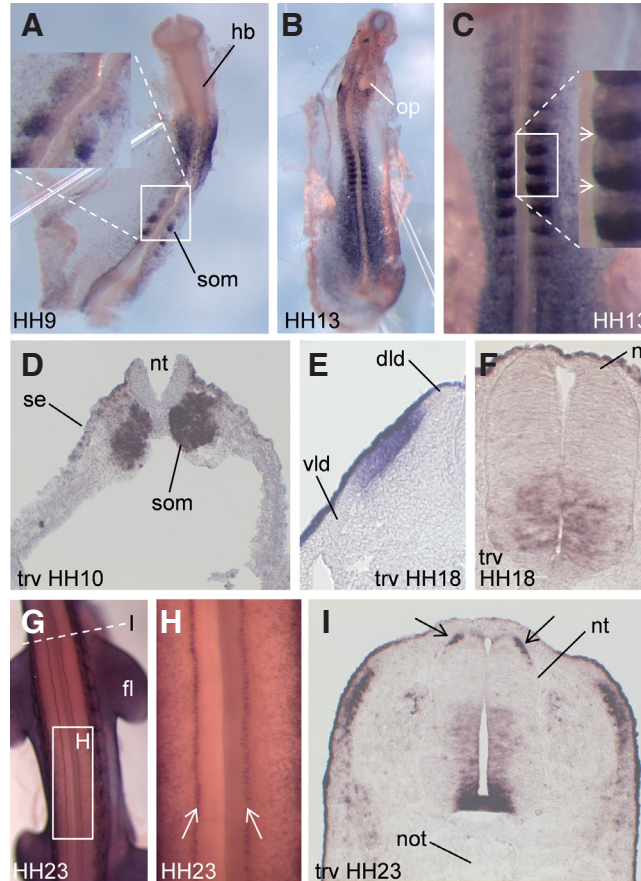 A
hb
som
HH9
B
op
HH13
C
HH13
D
nt
se
som
trv HH10
E
dld
vld
trv HH18
F
n
trv
HH18
G
I
fl
H
HH23
H
HH23
I
nt
not
trv HH23